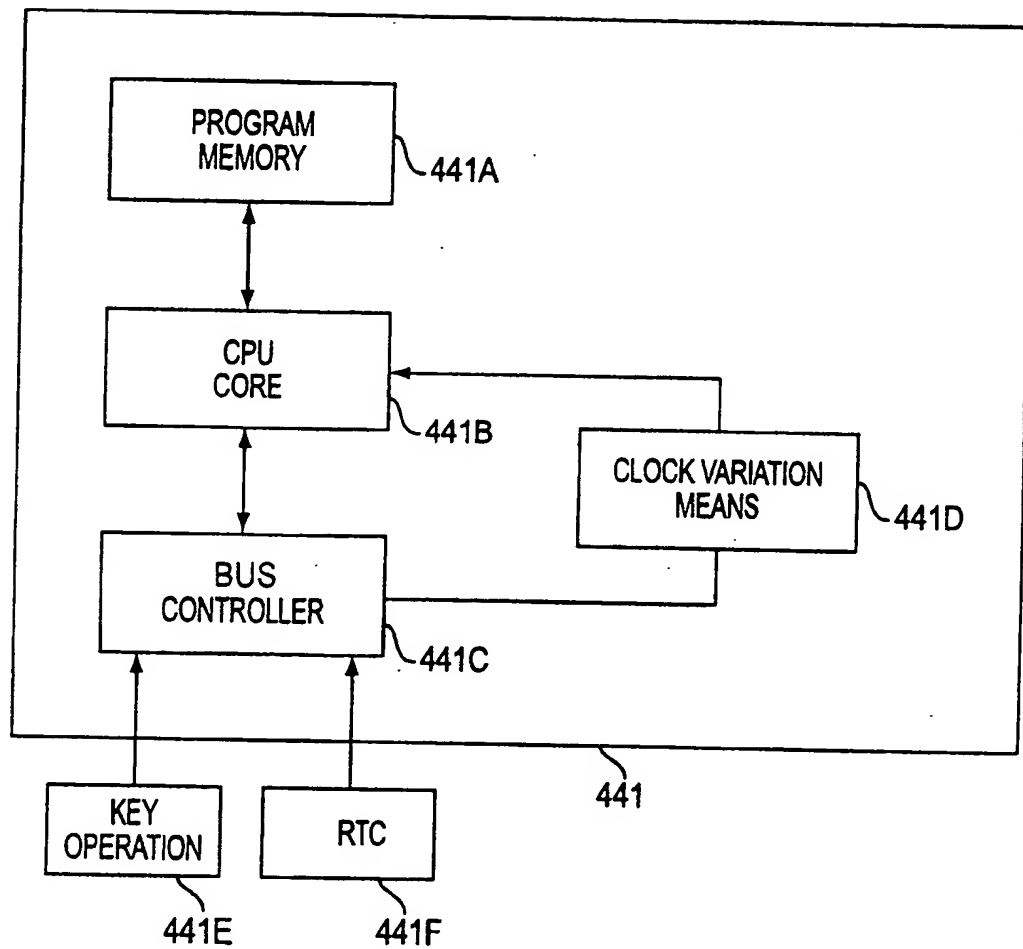 PROGRAM
MEMORY
441A
CPU
CORE
441B
CLOCK VARIATION
MEANS
441D
BUS
CONTROLLER
441C
441
KEY
OPERATION
441E
RTC
441F